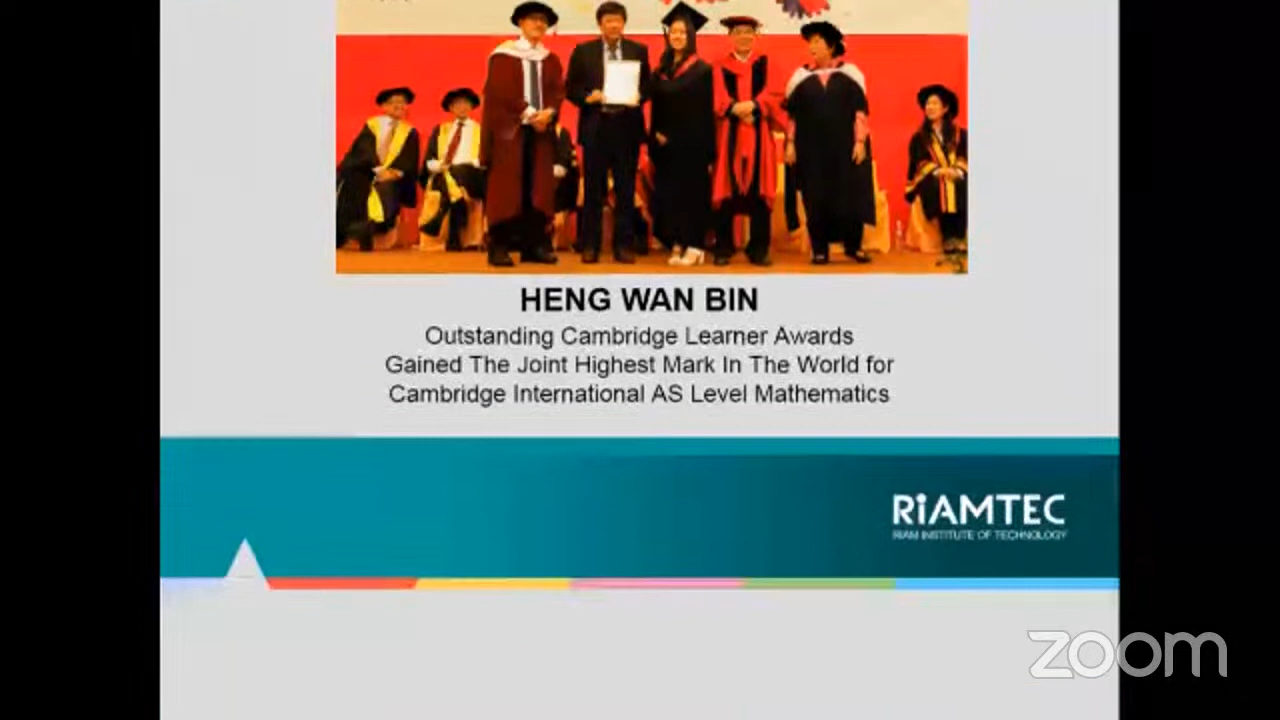 HENG WAN BIN
Outstanding Cambridge Learner Awards
Gained The Joint Highest Mark In The World for
Cambridge International AS Level Mathematics
RiAMTEC
RIAM INSTITUTE OF TECHNOLOGY
zoom